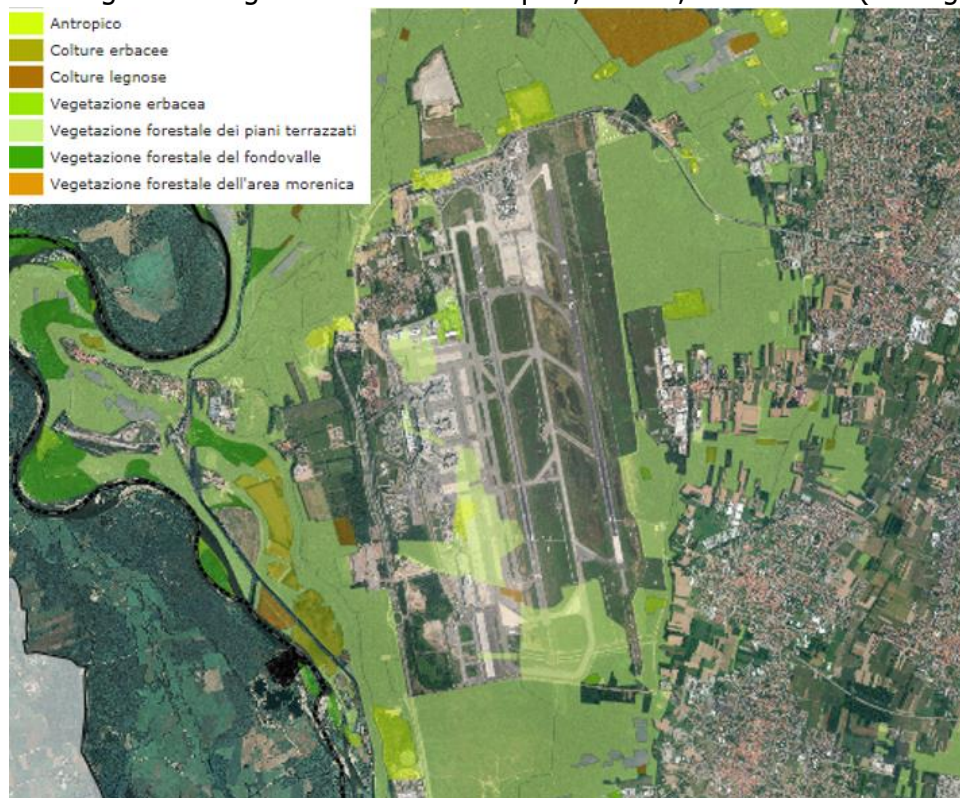 Antropico
Colture erbacee
Colture legnose
Vegetazione erbacea
Vegetazione forestale dei piani terrazzati
Vegetazione forestale del fondovalle
Vegetazione forestale dell'area morenica